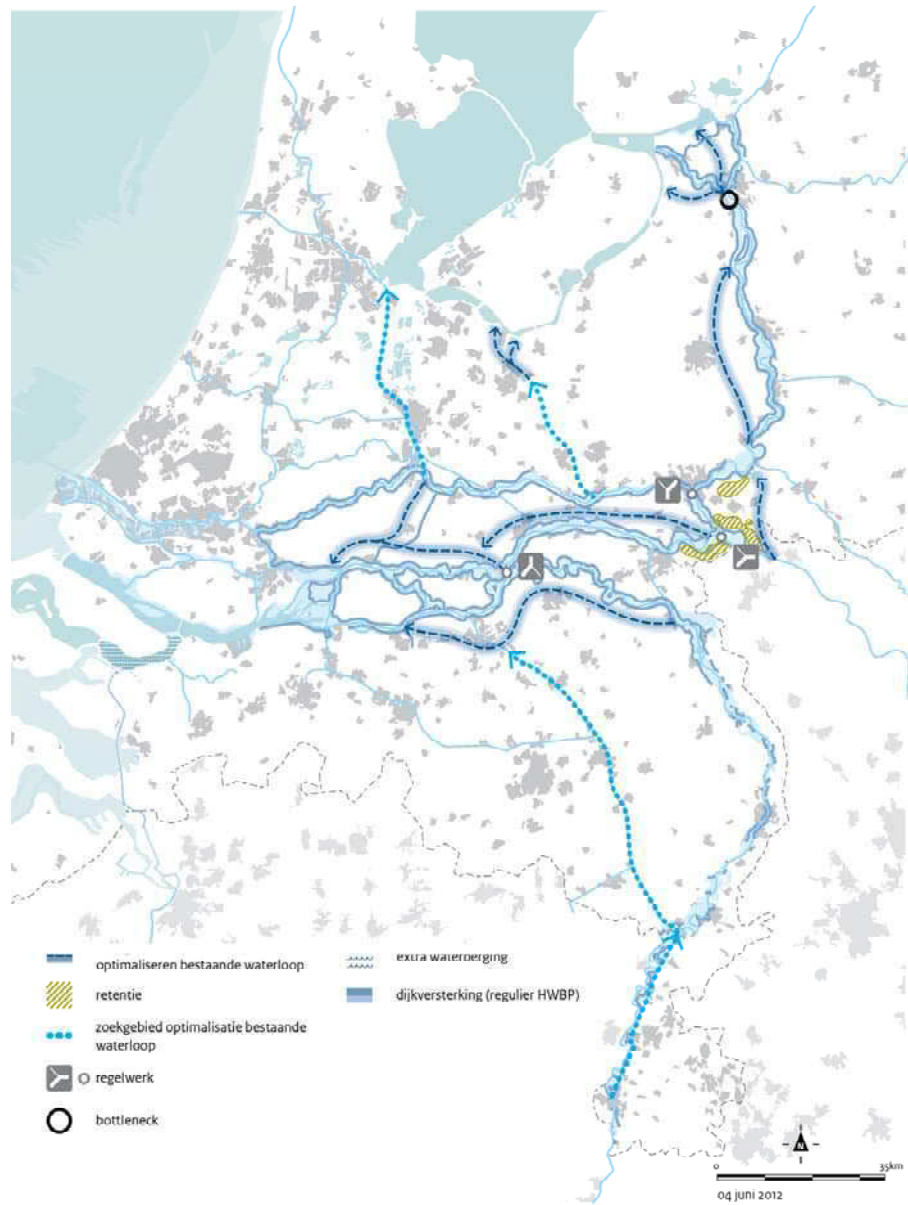 optimaliseren bestaande waterloop
retentie
zoekgebied optimalisatie bestaande
waterloop
regelwerk
bottleneck
extra waterberging
dijkversterking (regulier HWBP)
N
0
35km
04 juni 2012